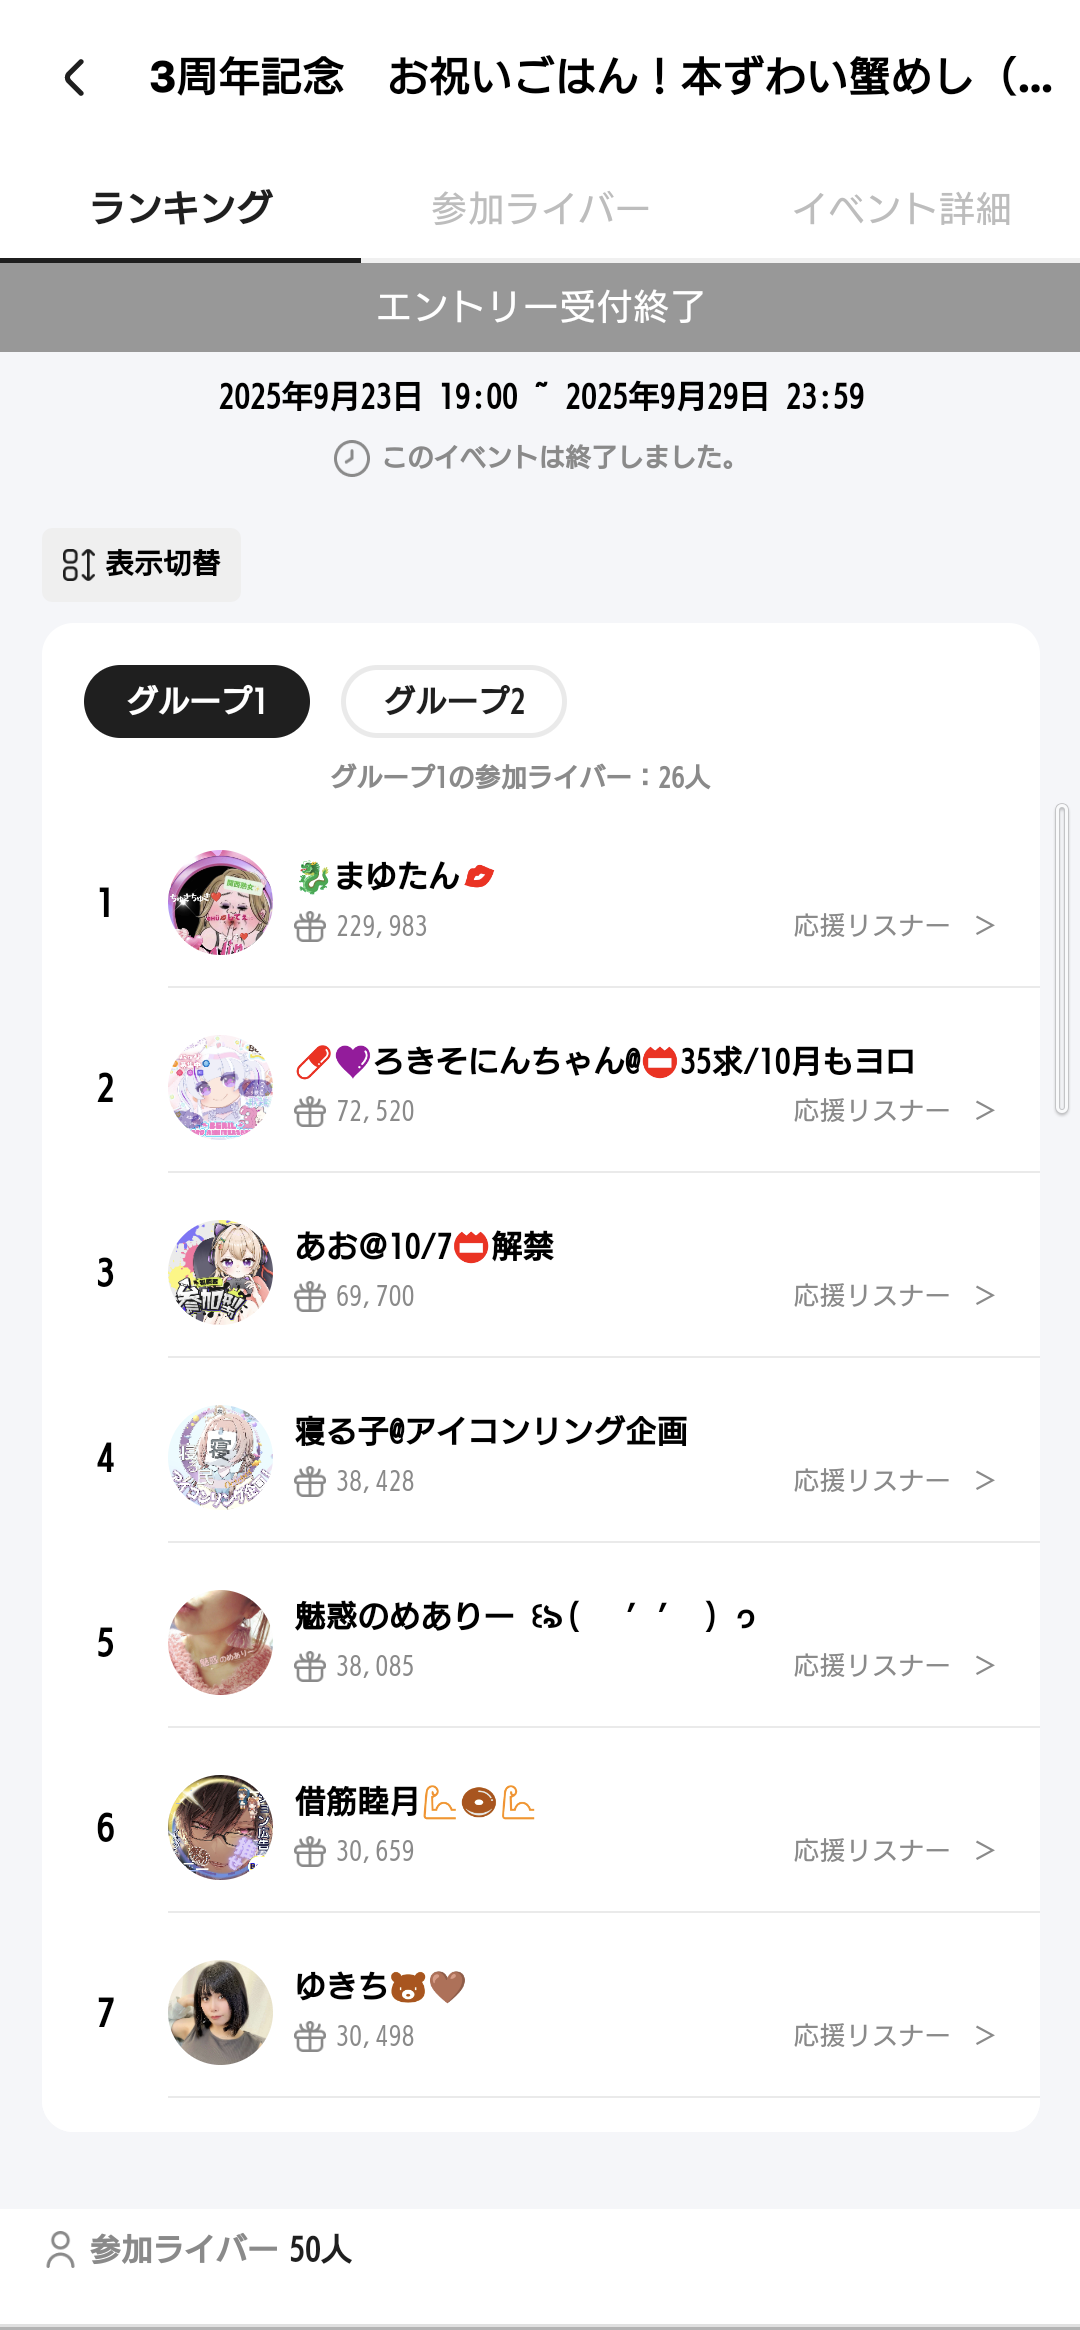 3周年記念　お祝いごはん！本ずわい蟹めし（...
ランキング
参加ライバー
イベント詳細
エントリー受付終了
2025年9月23日 19:00 ~ 2025年9月29日 23:59
このイベントは終了しました。
表示切替
グループ1
グループ2
グループ1の参加ライバー：26人
1
🐉まゆたん💋
229,983
応援リスナー >
2
💊💜ろきそにんちゃん@📛35求/10月もヨロ
72,520
応援リスナー >
3
あお@10/7📛解禁
69,700
応援リスナー >
4
寝る子@アイコンリング企画
38,428
応援リスナー >
5
魅惑のめありー ꒰ঌ(　′ ′　) ੭
38,085
応援リスナー >
6
借筋睦月💪🍩💪
30,659
応援リスナー >
7
ゆきち🐻🤎
30,498
応援リスナー >
参加ライバー 50人